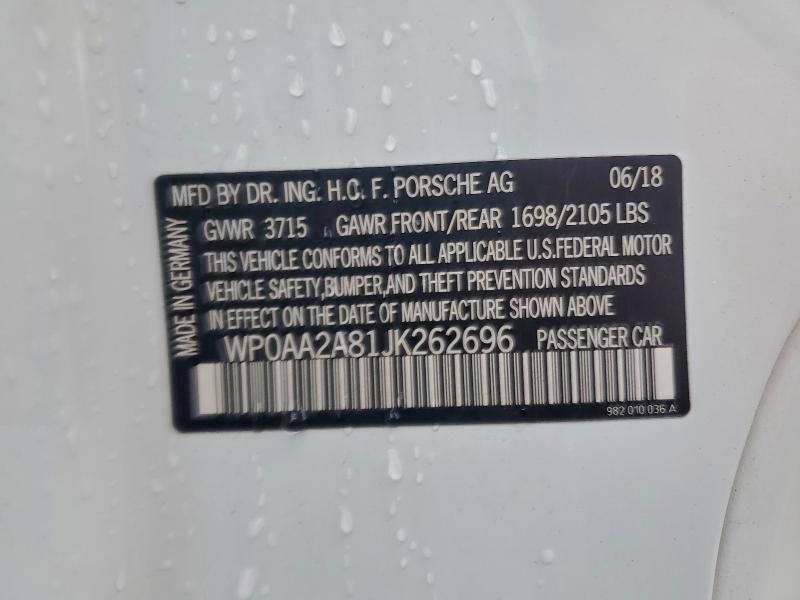 MFD BY DR. ING. H.C. F. PORSCHE AG 06/18
GVWR 3715 GAWR FRONT/REAR 1698/2105 LBS
THIS VEHICLE CONFORMS TO ALL APPLICABLE U.S.FEDERAL MOTOR
VEHICLE SAFETY,BUMPER,AND THEFT PREVENTION STANDARDS
IN EFFECT ON THE DATE OF MANUFACTURE SHOWN ABOVE
WP0AA2A81JK262696 PASSENGER CAR
982 010 036 A
MADE IN GERMANY